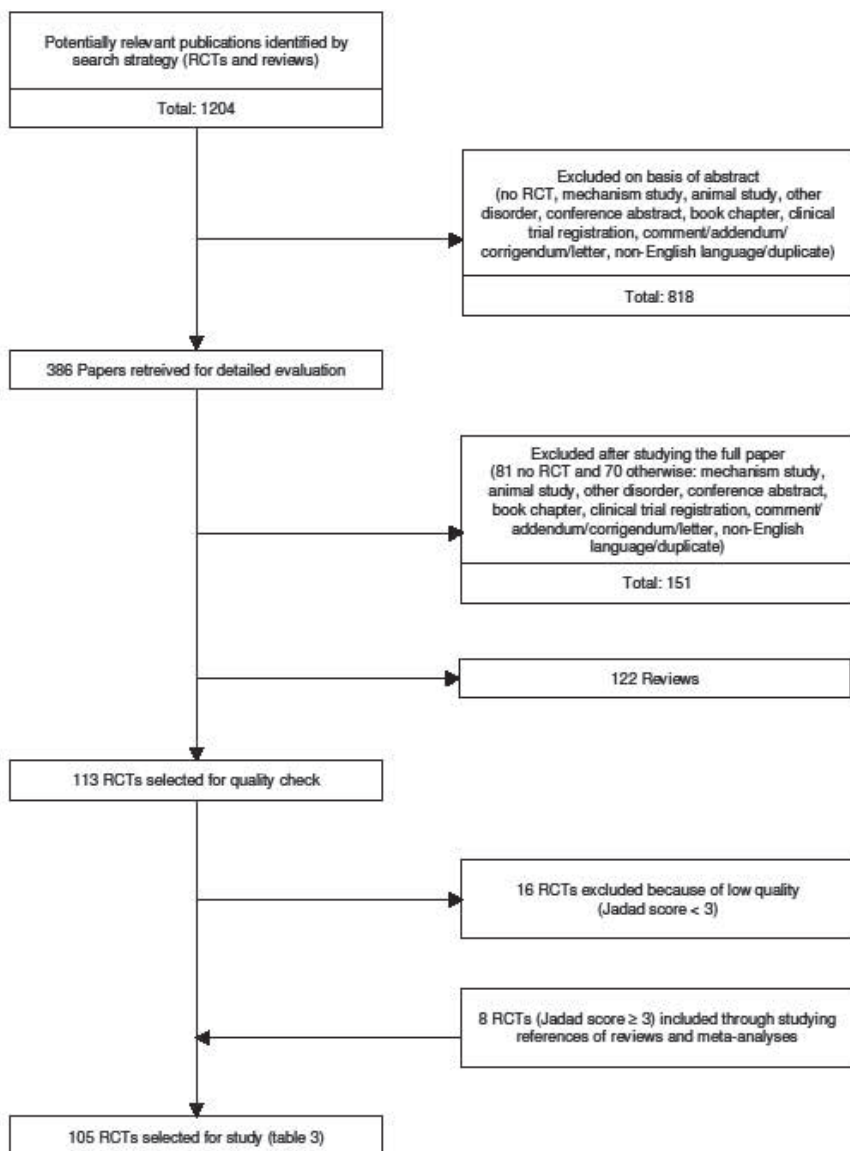 Potentially relevant publications identified by
search strategy (RCTs and reviews)
Total: 1204
Excluded on basis of abstract
(no RCT, mechanism study, animal study, other
disorder, conference abstract, book chapter, clinical
trial registration, comment/addendum/
corrigendum/letter, non-English language/duplicate)
Total: 818
386 Papers retreived for detailed evaluation
Excluded after studying the full paper
(81 no RCT and 70 otherwise: mechanism study,
animal study, other disorder, conference abstract,
book chapter, clinical trial registration, comment/
addendum/corrigendum/letter, non-English
language/duplicate)
Total: 151
122 Reviews
113 RCTs selected for quality check
16 RCTs excluded because of low quality
(Jadad score < 3)
8 RCTs (Jadad score ≥ 3) included through studying
references of reviews and meta-analyses
105 RCTs selected for study (table 3)